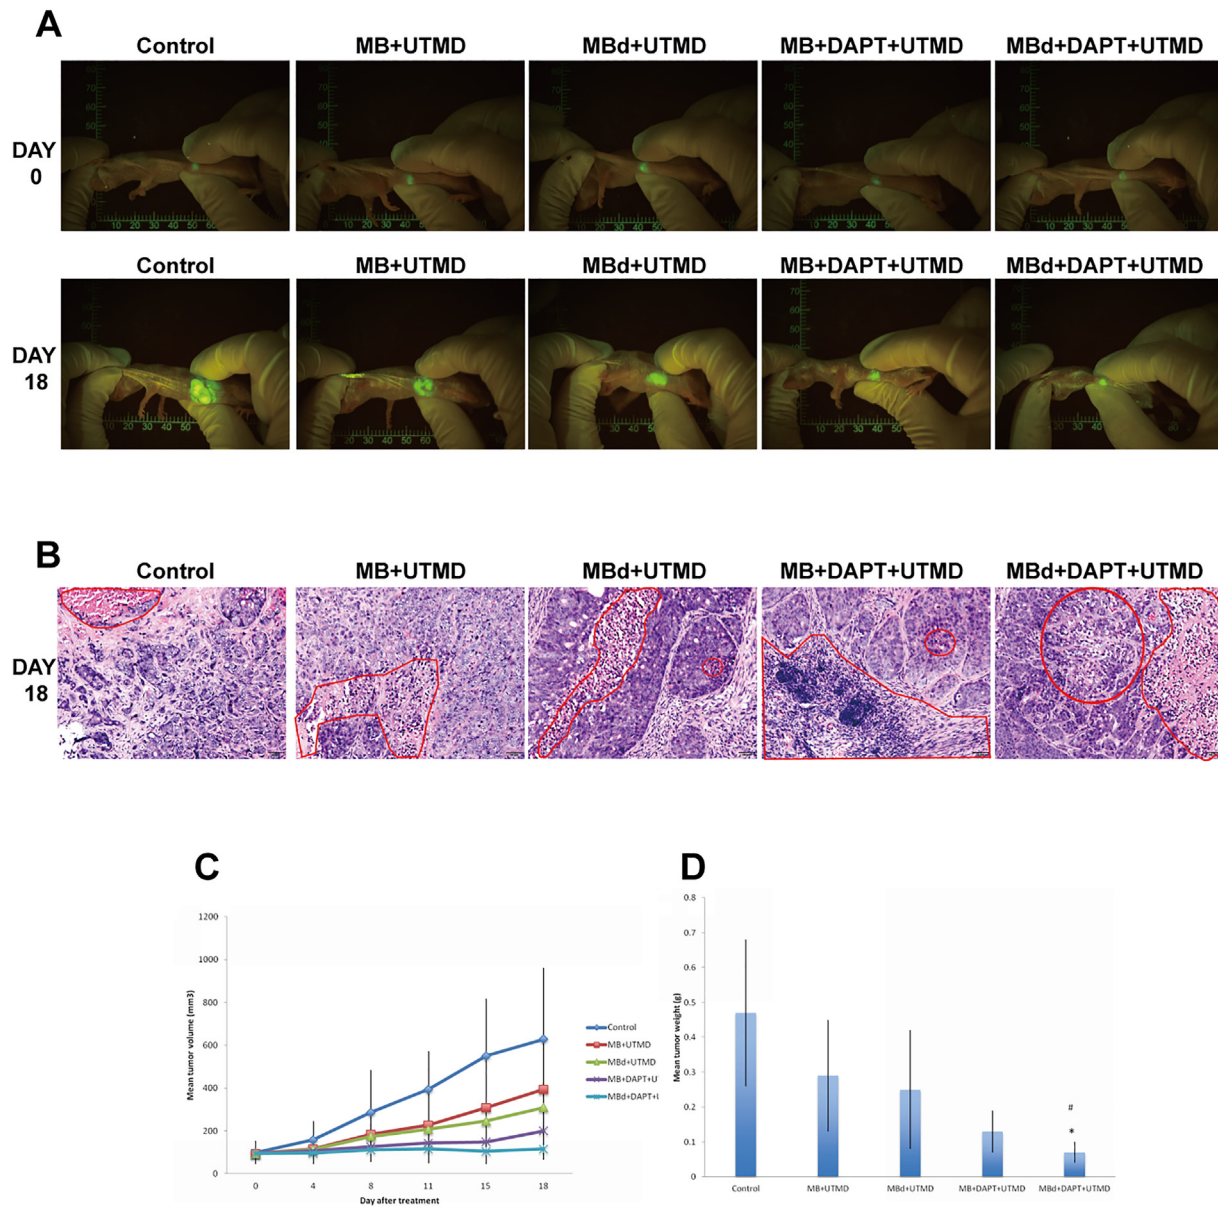 A
Control MB+UTMD MBd+UTMD MB+DAPT+UTMD MBd+DAPT+UTMD
DAY
0
Control MB+UTMD MBd+UTMD MB+DAPT+UTMD MBd+DAPT+UTMD
DAY
18
B
Control MB+UTMD MBd+UTMD MB+DAPT+UTMD MBd+DAPT+UTMD
DAY
18
C
Mean tumor volume (mm3)
1200
1000
800
600
400
200
0
0 4 8 11 15 18
Day after treatment
Control
MB+UTMD
MBd+UTMD
MB+DAPT+U
MBd+DAPT+
D
Mean tumor weight (g)
0.8
0.7
0.6
0.5
0.4
0.3
0.2
0.1
0
#
*
Control MB+UTMD MBd+UTMD MB+DAPT+UTMD MBd+DAPT+UTMD